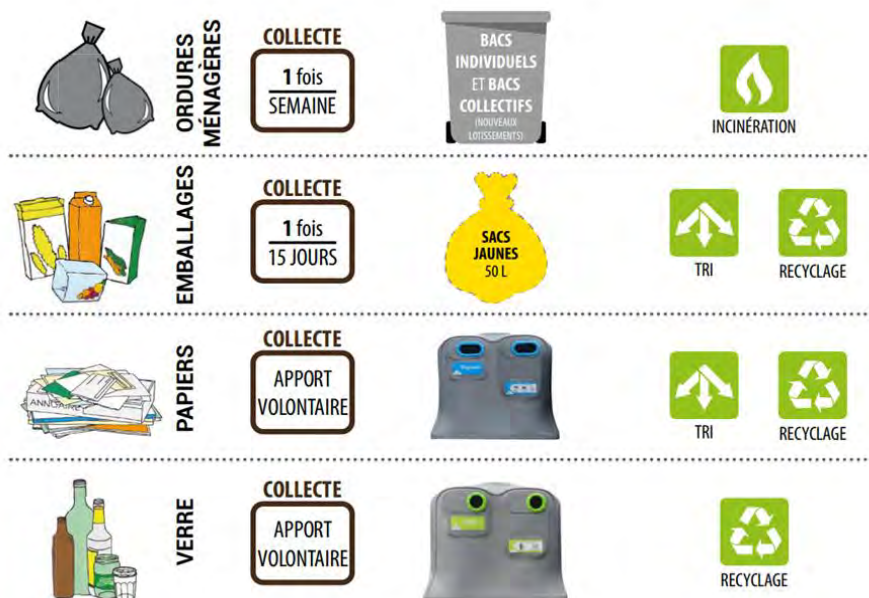 ORDURES
MÉNAGÈRES
COLLECTE
1 fois
SEMAINE
BACS
INDIVIDUELS
ET BACS
COLLECTIFS
(NOUVEAUX
LOTISSEMENTS)
INCINÉRATION
EMBALLAGES
COLLECTE
1 fois
15 JOURS
SACS
JAUNES
50 L
TRI
RECYCLAGE
ANNUAIRE
PAPIERS
COLLECTE
APPORT
VOLONTAIRE
TRI
RECYCLAGE
VERRE
COLLECTE
APPORT
VOLONTAIRE
RECYCLAGE